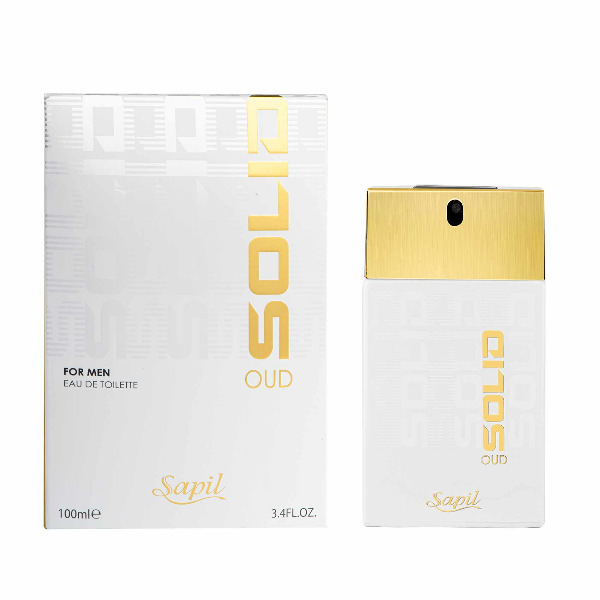 SOLID
OUD
FOR MEN
EAU DE TOILETTE
Sapil
100ml℮
3.4FL.OZ.
SOLID
OUD
Sapil